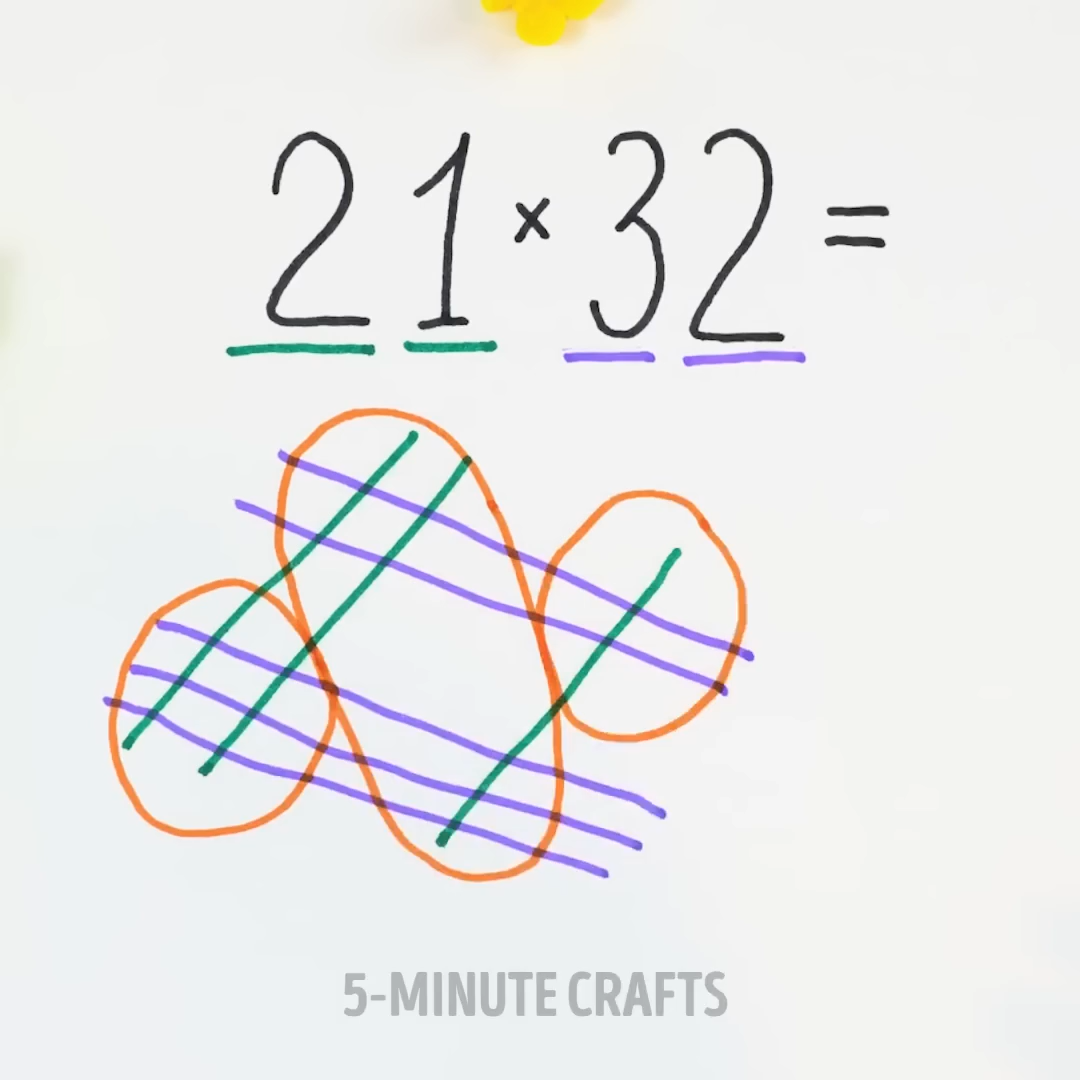 21 × 32 =
5-MINUTE CRAFTS